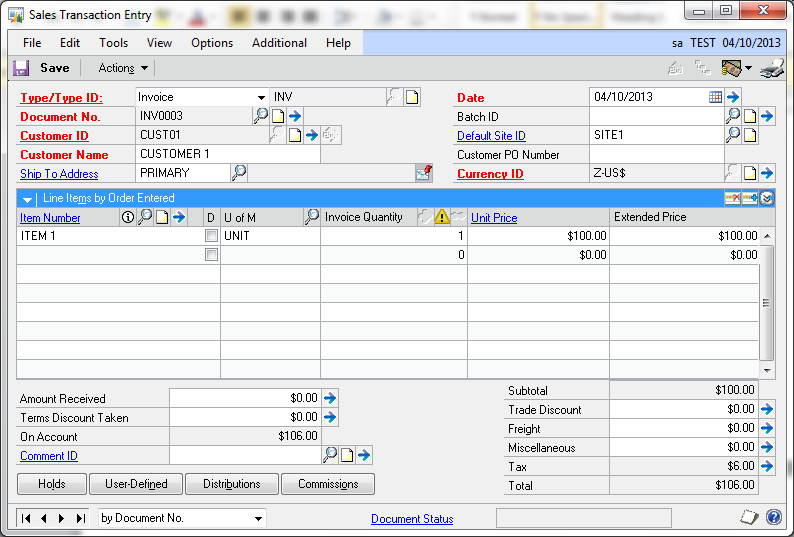 Sales Transaction Entry
File Edit Tools View Options Additional Help sa TEST 04/10/2013
Save Actions
Type/Type ID: Invoice INV
Document No. INV0003
Customer ID CUST01
Customer Name CUSTOMER 1
Ship To Address PRIMARY
Date 04/10/2013
Batch ID
Default Site ID SITE1
Customer PO Number
Currency ID Z-US$
Line Items by Order Entered
Item Number D U of M Invoice Quantity Unit Price Extended Price
ITEM 1 UNIT 1 $100.00 $100.00
0 $0.00 $0.00
Amount Received $0.00
Terms Discount Taken $0.00
On Account $106.00
Comment ID
Subtotal $100.00
Trade Discount $0.00
Freight $0.00
Miscellaneous $0.00
Tax $6.00
Total $106.00
Holds User-Defined Distributions Commissions
by Document No. Document Status